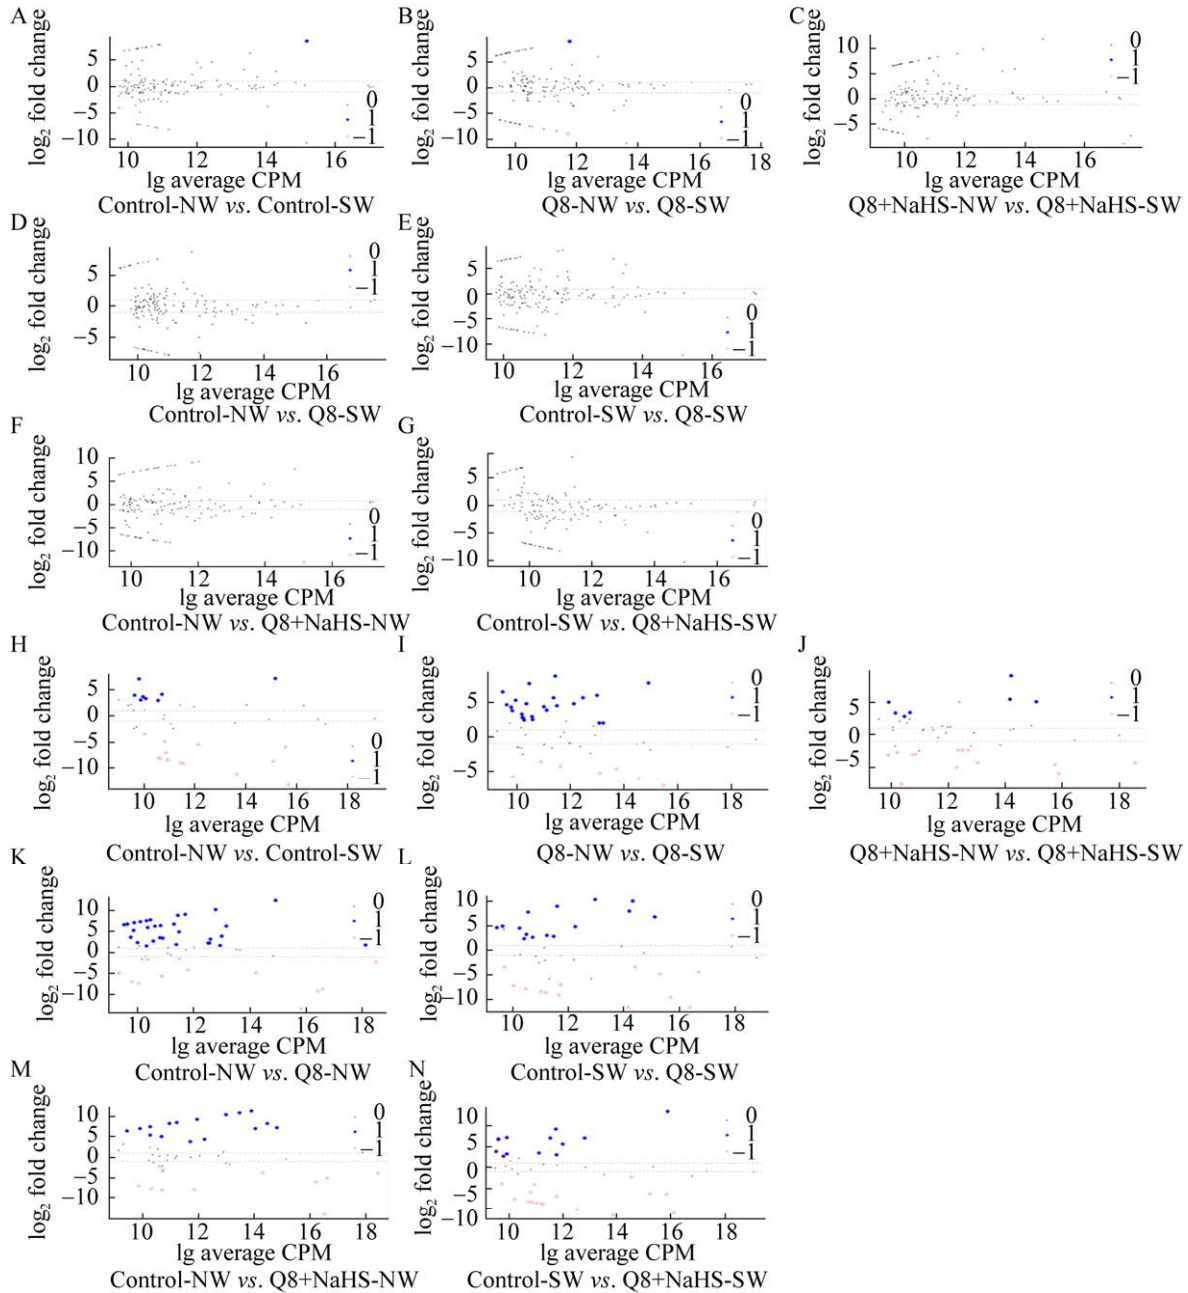 A
log₂ fold change
5
0
−5
−10
0
1
−1
10
12
14
16
lg average CPM
Control-NW vs. Control-SW
B
log₂ fold change
5
0
−5
−10
0
1
−1
10
12
14
16
18
lg average CPM
Q8-NW vs. Q8-SW
C
log₂ fold change
10
5
0
−5
0
1
−1
10
12
14
16
lg average CPM
Q8+NaHS-NW vs. Q8+NaHS-SW
D
log₂ fold change
5
0
−5
0
1
−1
10
12
14
16
lg average CPM
Control-NW vs. Q8-SW
E
log₂ fold change
5
0
−5
−10
0
1
−1
10
12
14
16
lg average CPM
Control-SW vs. Q8-SW
F
log₂ fold change
10
5
0
−5
−10
0
1
−1
10
12
14
16
lg average CPM
Control-NW vs. Q8+NaHS-NW
G
log₂ fold change
5
0
−5
−10
0
1
−1
10
12
14
16
lg average CPM
Control-SW vs. Q8+NaHS-SW
H
log₂ fold change
5
0
−5
−10
0
1
−1
10
12
14
16
18
lg average CPM
Control-NW vs. Control-SW
I
log₂ fold change
5
0
−5
0
1
−1
10
12
14
16
18
lg average CPM
Q8-NW vs. Q8-SW
J
log₂ fold change
5
0
−5
0
1
−1
10
12
14
16
18
lg average CPM
Q8+NaHS-NW vs. Q8+NaHS-SW
K
log₂ fold change
10
5
0
−5
−10
0
1
−1
10
12
14
16
18
lg average CPM
Control-NW vs. Q8-NW
L
log₂ fold change
10
5
0
−5
−10
0
1
−1
10
12
14
16
18
lg average CPM
Control-SW vs. Q8-SW
M
log₂ fold change
10
5
0
−5
−10
0
1
−1
10
12
14
16
18
lg average CPM
Control-NW vs. Q8+NaHS-NW
N
log₂ fold change
10
5
0
−5
−10
0
1
−1
10
12
14
16
18
lg average CPM
Control-SW vs. Q8+NaHS-SW